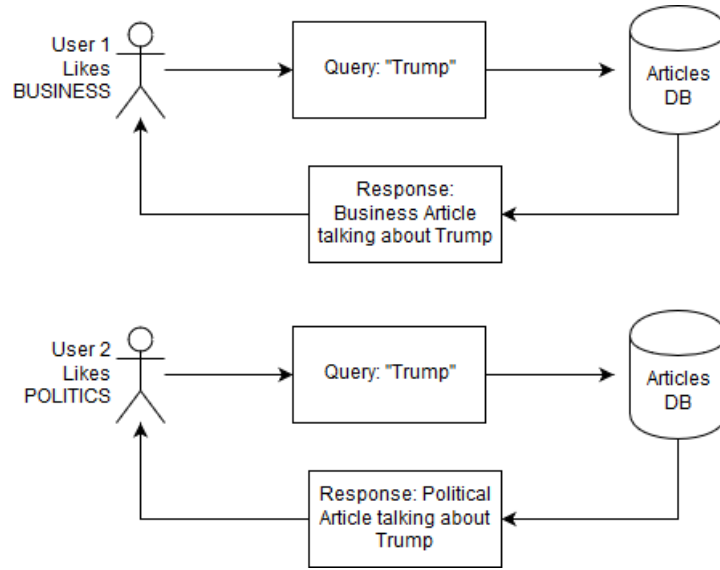 User 1
Likes
BUSINESS
Query: "Trump"
Articles
DB
Response:
Business Article
talking about Trump
User 2
Likes
POLITICS
Query: "Trump"
Articles
DB
Response: Political
Article talking about
Trump